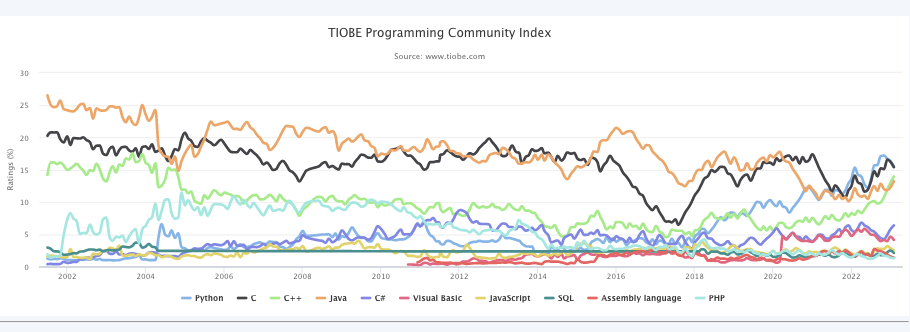 TIOBE Programming Community Index
Source: www.tiobe.com
Ratings (%)
30
25
20
15
10
5
0
2002 2004 2006 2008 2010 2012 2014 2016 2018 2020 2022
Python C C++ Java C# Visual Basic JavaScript SQL Assembly language PHP